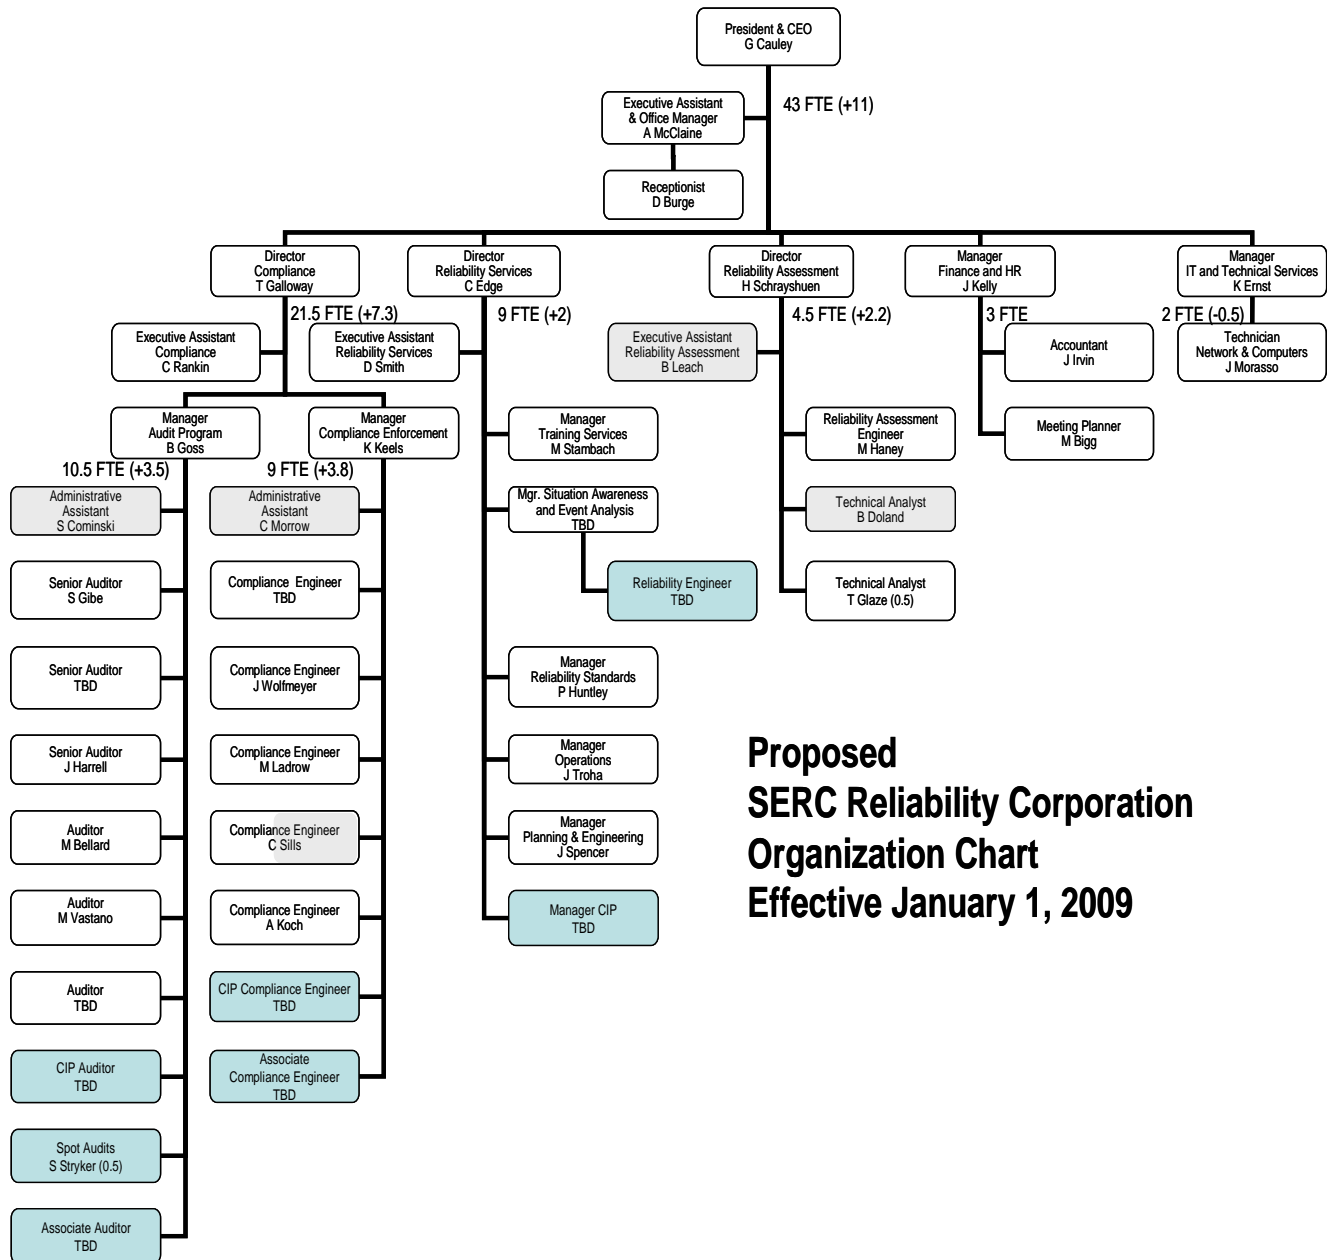 President & CEO
G Cauley
43 FTE (+11)
Executive Assistant
& Office Manager
A McClaine
Receptionist
D Burge
Director
Compliance
T Galloway
Director
Reliability Services
C Edge
Director
Reliability Assessment
H Schrayshuen
Manager
Finance and HR
J Kelly
Manager
IT and Technical Services
K Ernst
21.5 FTE (+7.3)
9 FTE (+2)
4.5 FTE (+2.2)
3 FTE
2 FTE (-0.5)
Executive Assistant
Compliance
C Rankin
Executive Assistant
Reliability Services
D Smith
Executive Assistant
Reliability Assessment
B Leach
Accountant
J Irvin
Technician
Network & Computers
J Morasso
Manager
Audit Program
B Goss
Manager
Compliance Enforcement
K Keels
Manager
Training Services
M Stambach
Reliability Assessment
Engineer
M Haney
Meeting Planner
M Bigg
10.5 FTE (+3.5)
9 FTE (+3.8)
Administrative
Assistant
S Cominski
Administrative
Assistant
C Morrow
Mgr. Situation Awareness
and Event Analysis
TBD
Technical Analyst
B Doland
Senior Auditor
S Gibe
Compliance Engineer
TBD
Reliability Engineer
TBD
Technical Analyst
T Glaze (0.5)
Senior Auditor
TBD
Compliance Engineer
J Wolfmeyer
Manager
Reliability Standards
P Huntley
Senior Auditor
J Harrell
Compliance Engineer
M Ladrow
Manager
Operations
J Troha
Auditor
M Bellard
Compliance Engineer
C Sills
Manager
Planning & Engineering
J Spencer
Auditor
M Vastano
Compliance Engineer
A Koch
Manager CIP
TBD
Auditor
TBD
CIP Compliance Engineer
TBD
CIP Auditor
TBD
Associate
Compliance Engineer
TBD
Spot Audits
S Stryker (0.5)
Associate Auditor
TBD
Proposed
SERC Reliability Corporation
Organization Chart
Effective January 1, 2009